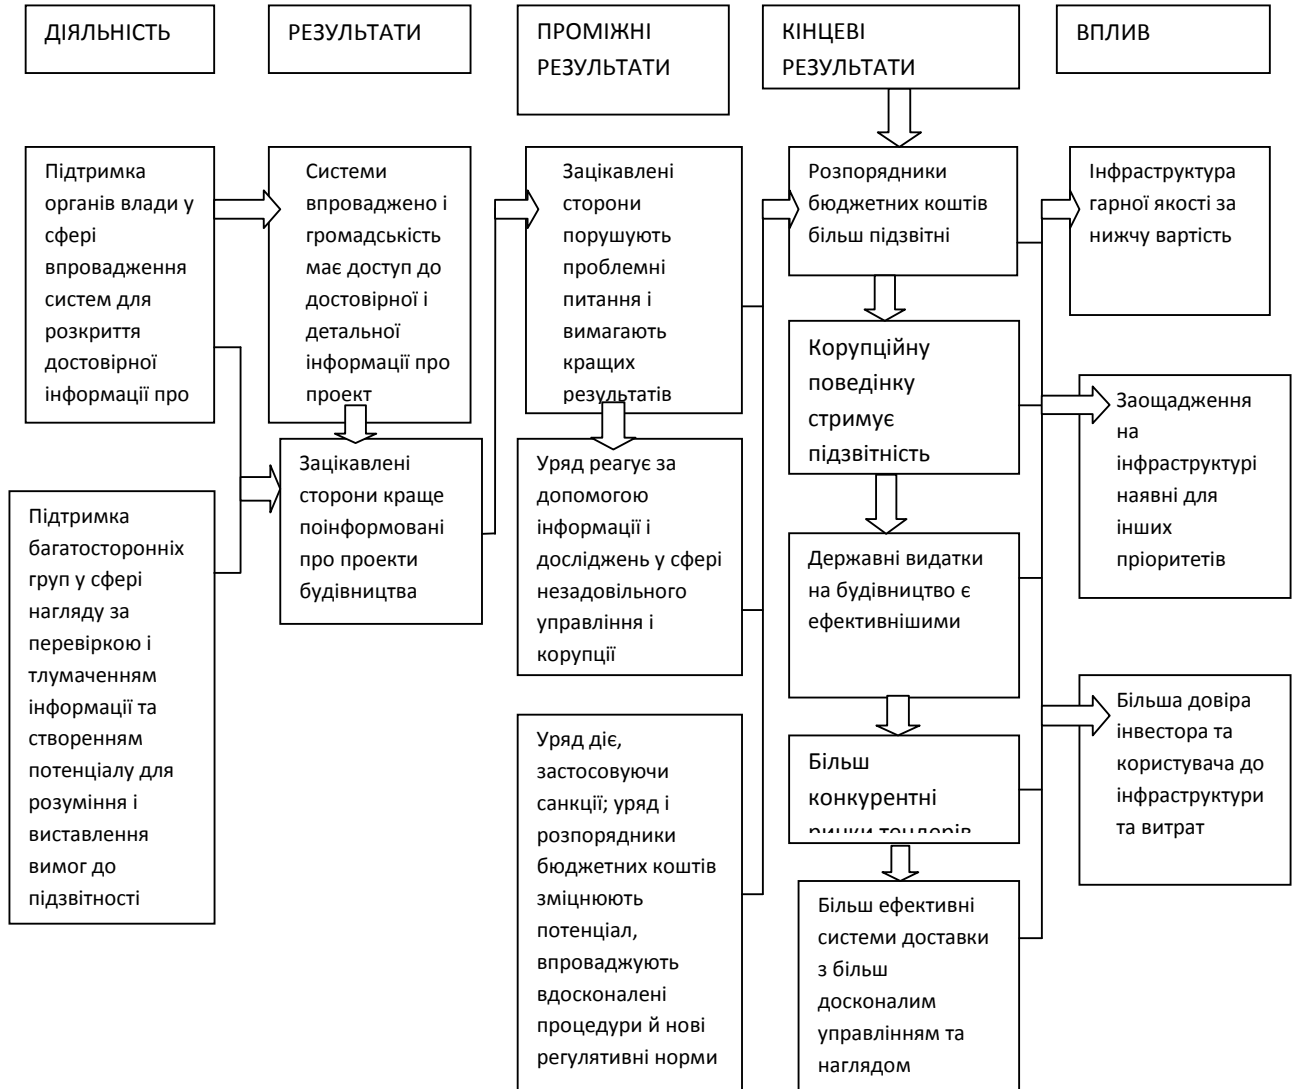 ДІЯЛЬНІСТЬ
РЕЗУЛЬТАТИ
ПРОМІЖНІ
РЕЗУЛЬТАТИ
КІНЦЕВІ
РЕЗУЛЬТАТИ
ВПЛИВ
Підтримка
органів влади у
сфері
впровадження
систем для
розкриття
достовірної
інформації про
Підтримка
багатосторонніх
груп у сфері
нагляду за
перевіркою і
тлумаченням
інформації та
створенням
потенціалу для
розуміння і
виставлення
вимог до
підзвітності
Системи
впроваджено і
громадськість
має доступ до
достовірної і
детальної
інформації про
проект
Зацікавлені
сторони краще
поінформовані
про проекти
будівництва
Зацікавлені
сторони
порушують
проблемні
питання і
вимагають
кращих
результатів
Уряд реагує за
допомогою
інформації і
досліджень у сфері
незадовільного
управління і
корупції
Уряд діє,
застосовуючи
санкції; уряд і
розпорядники
бюджетних коштів
зміцнюють
потенціал,
впроваджують
вдосконалені
процедури й нові
регулятивні норми
Розпорядники
бюджетних коштів
більш підзвітні
Корупційну
поведінку
стримує
підзвітність
Державні видатки
на будівництво є
ефективнішими
Більш
конкурентні
ринки тендерів
Більш ефективні
системи доставки
з більш
досконалим
управлінням та
наглядом
Інфраструктура
гарної якості за
нижчу вартість
Заощадження
на
інфраструктурі
наявні для
інших
пріоритетів
Більша довіра
інвестора та
користувача до
інфраструктури
та витрат